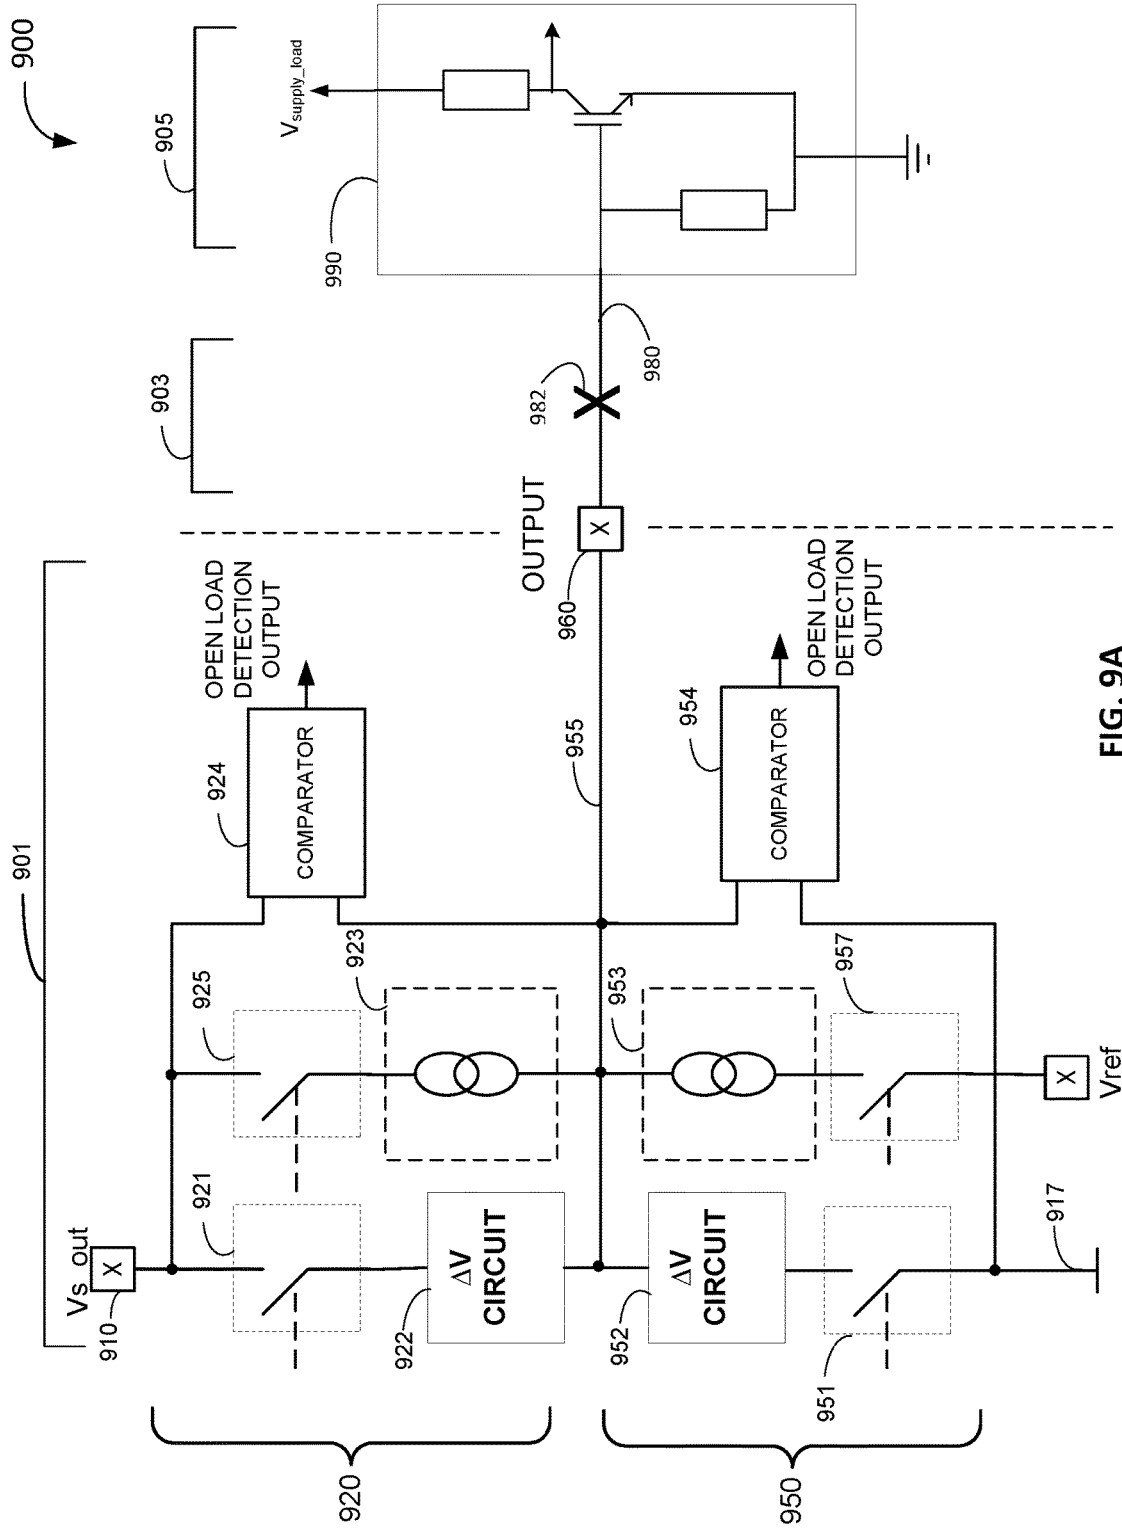 900
901
903
905
Vs_out
X
910
921
925
923
924
COMPARATOR
OPEN LOAD
DETECTION
OUTPUT
ΔV
CIRCUIT
922
920
Vsupply_load
990
OUTPUT
X
960
955
982
980
ΔV
CIRCUIT
952
953
954
COMPARATOR
OPEN LOAD
DETECTION
OUTPUT
951
957
950
917
X
Vref
FIG. 9A